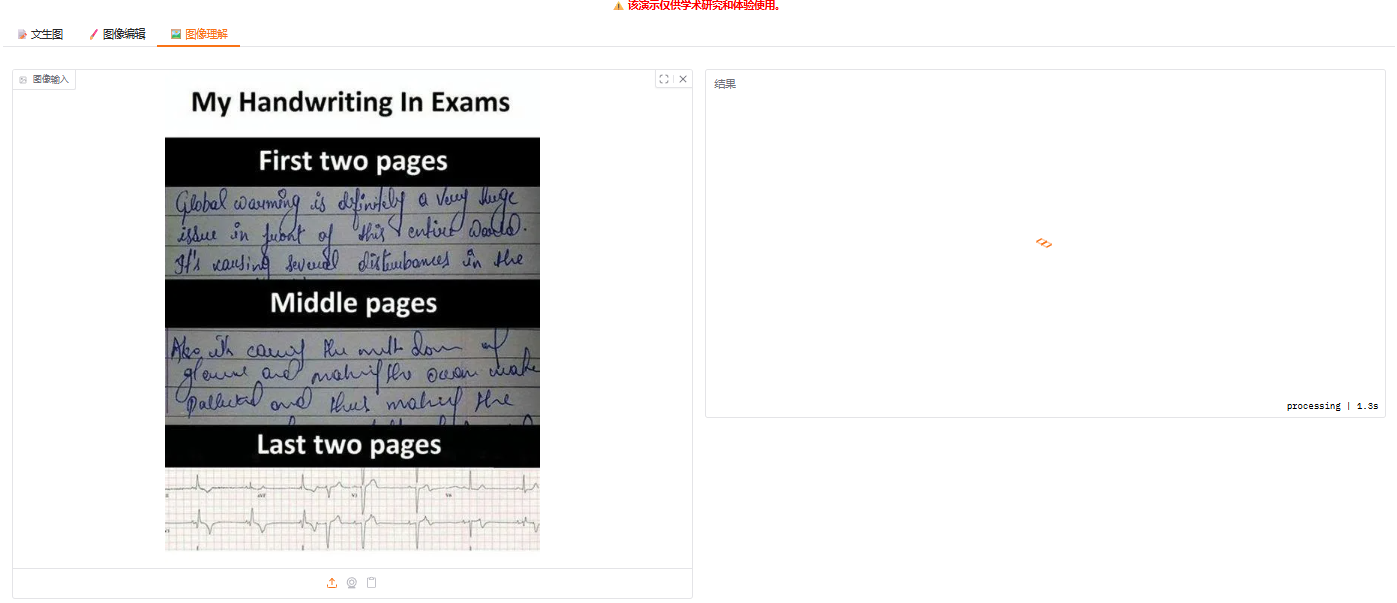 ⚠️ 该演示仅供学术研究和体验使用。
文生图 图像编辑 图像理解
图像输入
My Handwriting In Exams
First two pages
Global warming is definitely a very huge
issue in front of this entire World.
It's causing several disturbances in the
Middle pages
Also it's the melt down of
and making the ocean
and thus making the
Last two pages
aVR
V1
V4
结果
processing | 1.3s